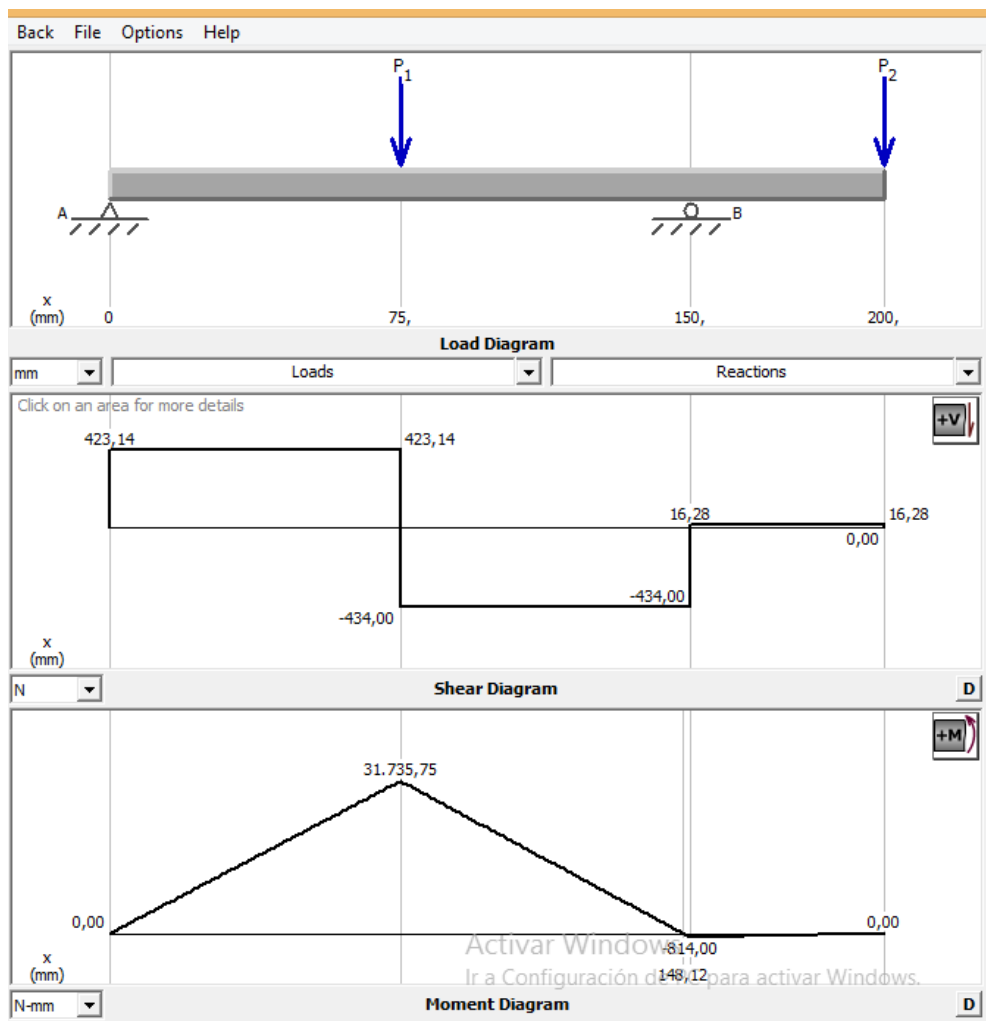 Back File Options Help
P1 P2
A B
x
(mm) 0 75, 150, 200,
Load Diagram
mm Loads Reactions
Click on an area for more details
+V
423,14 423,14
16,28 16,28
0,00
-434,00
-434,00
x
(mm)
N Shear Diagram D
+M
31.735,75
0,00 0,00
Activar Windows
-814,00
x
(mm) 148,12
Ir a Configuración de PC para activar Windows.
N-mm Moment Diagram D